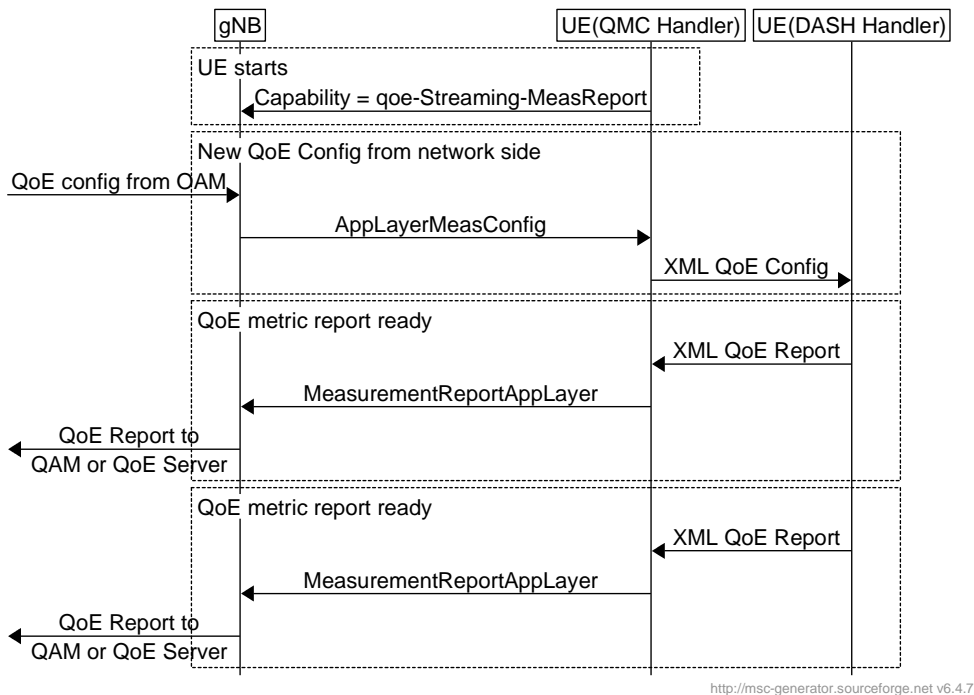 gNB
UE(QMC Handler)
UE(DASH Handler)
UE starts
Capability = qoe-Streaming-MeasReport
New QoE Config from network side
QoE config from OAM
AppLayerMeasConfig
XML QoE Config
QoE metric report ready
XML QoE Report
MeasurementReportAppLayer
QoE Report to
QAM or QoE Server
QoE metric report ready
XML QoE Report
MeasurementReportAppLayer
QoE Report to
QAM or QoE Server
http://msc-generator.sourceforge.net v6.4.7